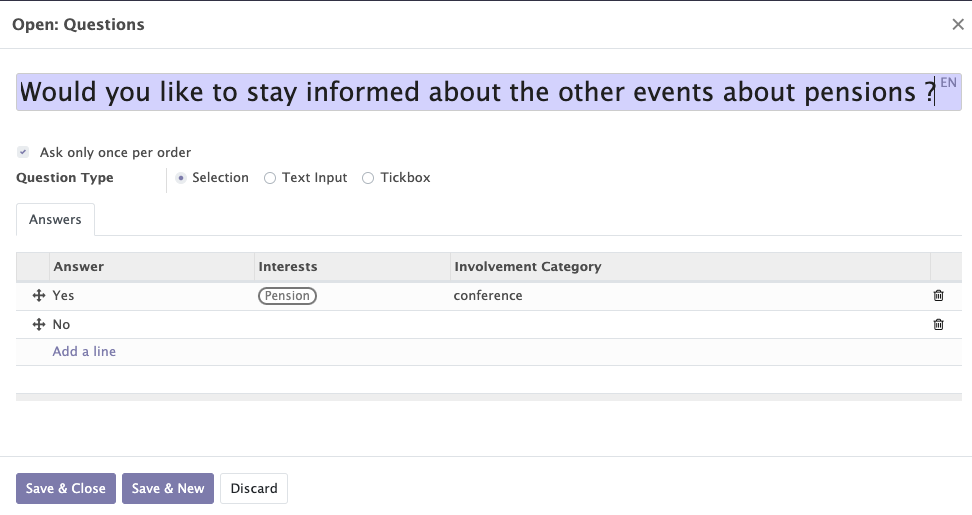 Open: Questions
Would you like to stay informed about the other events about pensions ? EN
Ask only once per order
Question Type Selection Text Input Tickbox
Answers
Answer Interests Involvement Category
Yes Pension conference
No
Add a line
Save & Close Save & New Discard